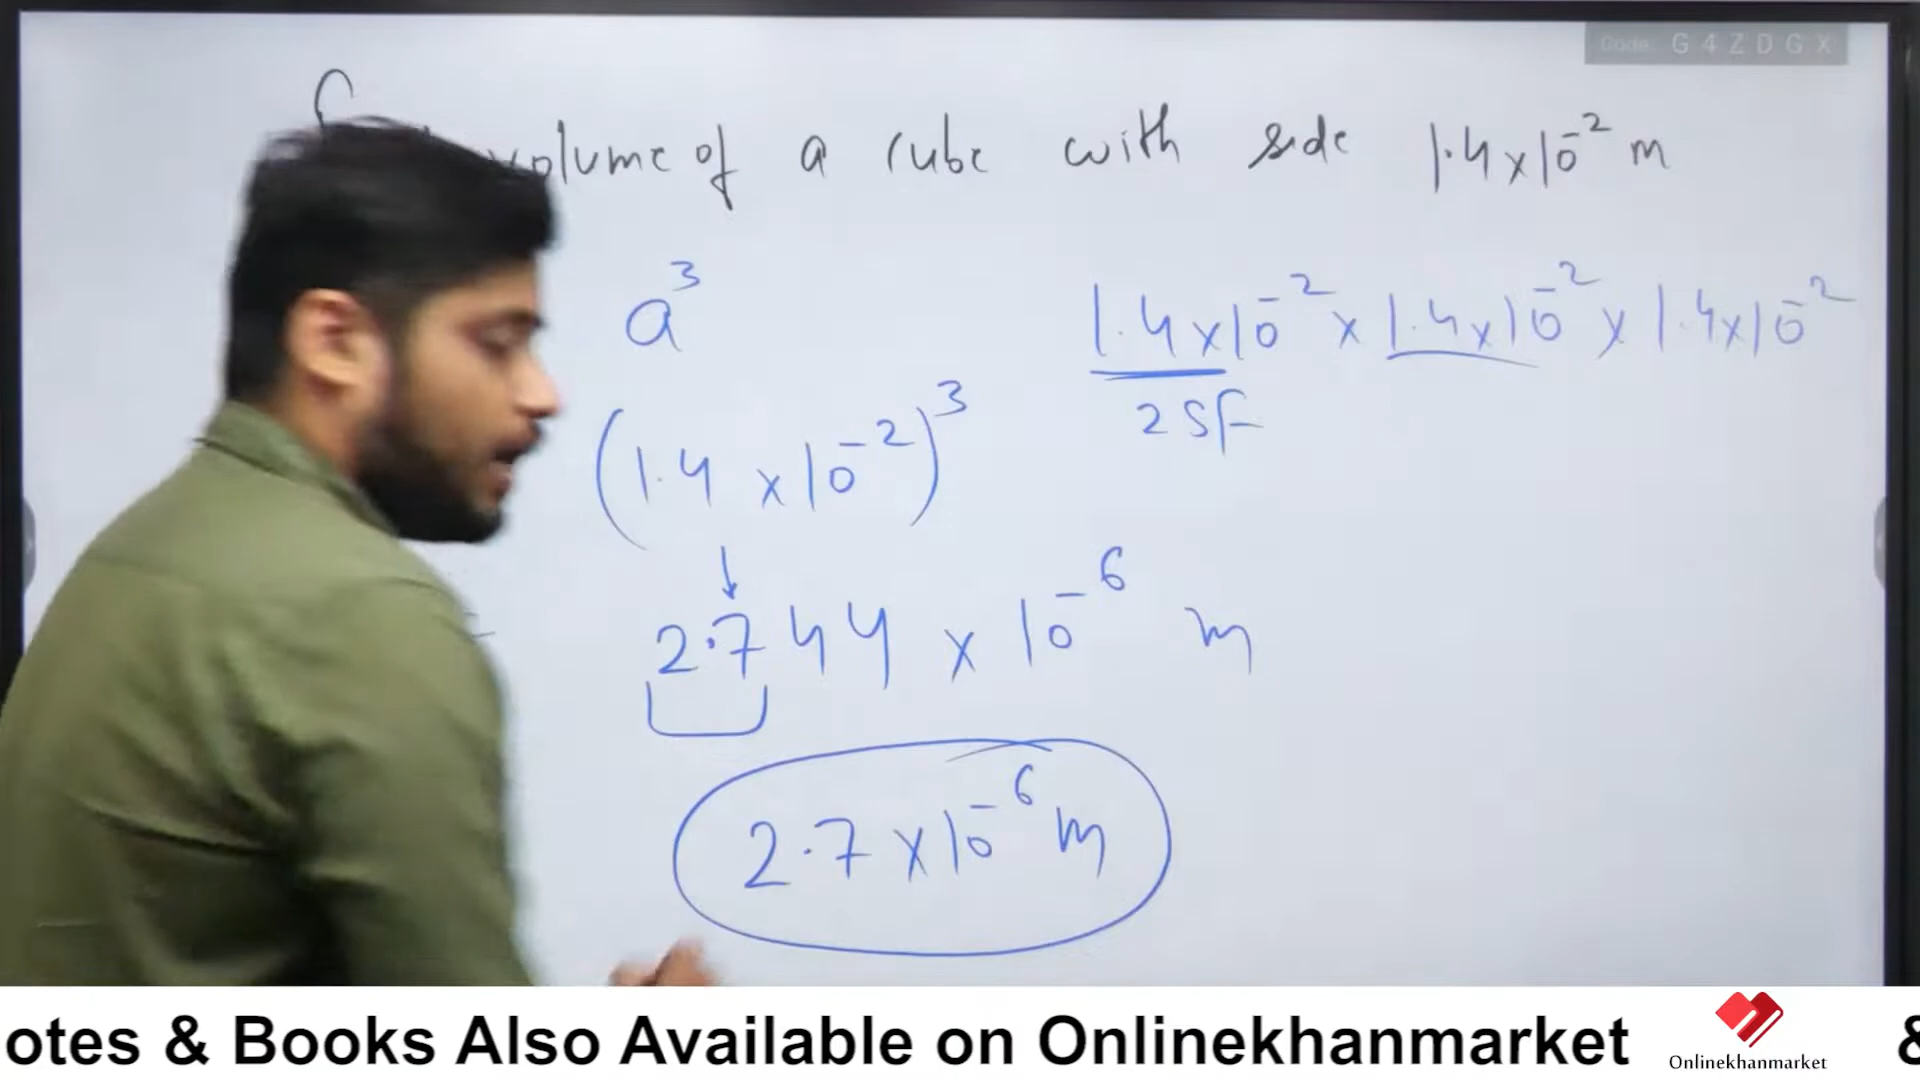 Code: G 4 Z D G X
volume of a cube with side 1.4 x 10⁻² m
a³
1.4 x 10⁻² x 1.4 x 10⁻² x 1.4 x 10⁻²
2 SF
(1.4 x 10⁻²)³
2.744 x 10⁻⁶ m
2.7 x 10⁻⁶ m
otes & Books Also Available on Onlinekhanmarket &
Onlinekhanmarket